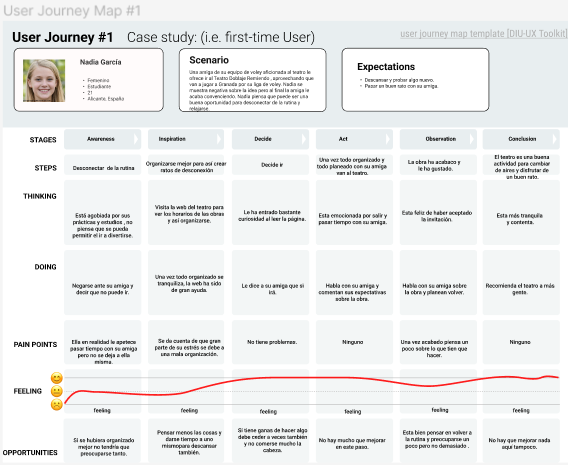 User Journey Map #1
User Journey #1 Case study: (i.e. first-time User)
user journey map template [DIU-UX Toolkit]
Nadia García
Femenino
Estudiante
21
Alicante, España
Scenario
Una amiga de su equipo de voley aficionada al teatro le
ofrece ir al Teatro Doblaje Remiendo , aprovechando que
van a jugar a Granada por su liga de voley. Nadia se
muestra negativa sobre la idea pero al final la amiga le
acaba convenciendo. Nadia piensa que puede ser una
buena oportunidad para desconectar de la rutina y
relajarse
Expectations
Descansar y probar algo nuevo.
Pasar un buen rato con su amiga.
STAGES
Awareness
Inspiration
Decide
Act
Observation
Conclusion
STEPS
Desconectar de la rutina
Organizarse mejor para así crear
ratos de desconexión
Decide ir
Una vez todo organizado y
todo planeado con su amiga
van al teatro.
La obra ha acabaco y
le ha gustado.
El teatro es una buena
actividad para cambiar
de aires y disfrutar de
un buen rato.
THINKING
Está agobiada por sus
prácticas y estudios , no
piensa que se pueda
permitir el ir a divertirse.
Visita la web del teatro para
ver los horarios de las obras
y así organizarse.
Le ha entrado bastante
curiosidad al leer la página.
Esta emocionada por salir y
pasar tiempo con su amiga.
Esta feliz de haber aceptado
la invitación.
Esta más tranquila
y contenta.
DOING
Negarse ante su amiga y
decir que no puede ir.
Una vez todo organizado se
tranquiliza, la web ha sido
de gran ayuda.
Le dice a su amiga que si
irá.
Habla con su amiga y
comentan sus expectativas
sobre la obra.
Habla con su amiga sobre
la obra y planean volver.
Recomienda el teatro a más
gente.
PAIN POINTS
Ella en realidad le apetece
pasar tiempo con su amiga
pero no se deja a ella
misma.
Se da cuenta de que gran
parte de su estrés se debe a
una mala organización.
No tiene problemas.
Ninguno
Una vez acabado piensa un
poco sobre lo que tien que
hacer.
Ninguno
FEELING
feeling
feeling
feeling
feeling
feeling
feeling
OPPORTUNITIES
Si se hubiera organizado
mejor no tendría que
preocuparse tanto.
Pensar menos las cosas y
darse tiempo a uno
mismopara descansar
también.
Si tiene ganas de hacer algo
debe ceder a veces también
y no comerse mucho la
cabeza.
No hay mucho que mejorar
en este paso.
Esta bien pensar en volver a
la rutina y preocuparse un
poco pero no demasiado .
No hay que mejorar nada
aquí tampoco.